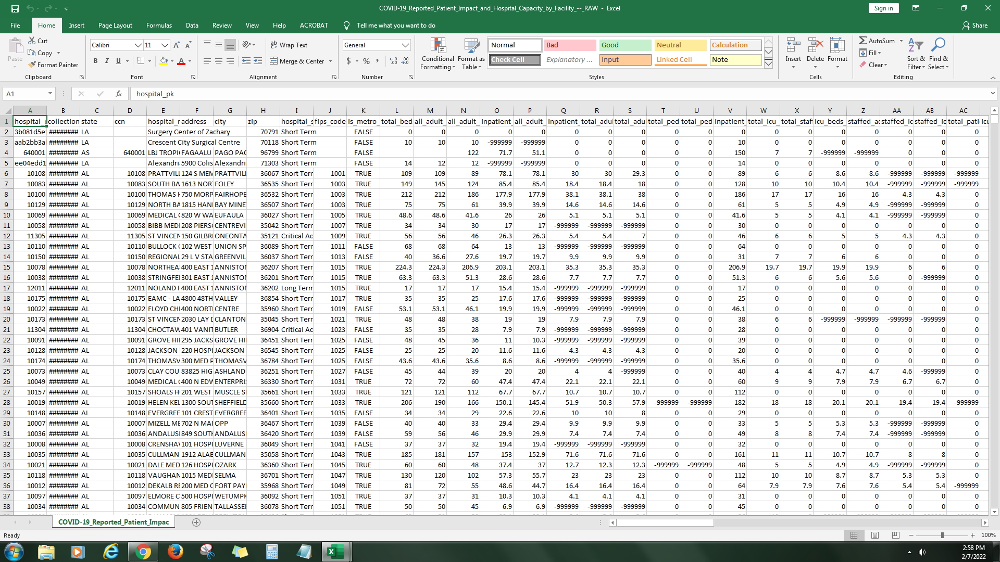 COVID-19_Reported_Patient_Impact_and_Hospital_Capacity_by_Facility_--_RAW - Excel
Sign in
File Home Insert Page Layout Formulas Data Review View Help ACROBAT Tell me what you want to do Share
Paste Cut Copy Format Painter Clipboard
Calibri 11 B I U Font
Wrap Text Merge & Center Alignment
General $ % , Number
Conditional Formatting Format as Table
Normal Bad Good Neutral Calculation
Check Cell Explanatory ... Input Linked Cell Note
Styles
Insert Delete Format Cells
AutoSum Fill Clear Sort & Filter Find & Select Editing
A1 fx hospital_pk
A B C D E F G H I J K L M N O P Q R S T U V W X Y Z AA AB AC
1 hospital_p collection state ccn hospital_n address city zip hospital_s fips_code is_metro_ total_bed all_adult_ all_adult_ inpatient_ all_adult_ inpatient_ total_adul total_adul total_ped total_ped inpatient_ total_icu_ total_staff icu_beds_ staffed_ad staffed_ic staffed_ic total_pati icu
2 3b081d5ef ######## LA Surgery Center of Zachary 70791 Short Term FALSE 0 0 0 0 0 0 0 0 0 0 0 0 0 0 0 0 0 0
3 aab2bb3al ######## LA Crescent City Surgical Centre 70118 Short Term FALSE 10 10 10 -999999 -999999 0 0 0 0 0 10 0 0 0 0 0 0 0
4 640001 ######## AS 640001 LBJ TROPI FAGAALU PAGO PAG 96799 Short Term FALSE 122 71.7 51.1 0 0 0 0 0 150 7 7 -999999 -999999 0 0 0
5 ee04edd1 ######## LA Alexandri 5900 Colis Alexandri 71303 Short Term FALSE 14 12 12 -999999 -999999 0 0 0 0 0 14 0 0 0 0 0 0 0
6 10108 ######## AL 10108 PRATTVILL 124 S MEM PRATTVILL 36067 Short Terr 1001 TRUE 109 109 89 78.1 78.1 30 30 29.3 0 0 89 6 6 8.6 8.6 -999999 -999999 -999999
7 10083 ######## AL 10083 SOUTH BA 1613 NORT FOLEY 36535 Short Terr 1003 TRUE 149 145 124 85.4 85.4 18.4 18.4 18 0 0 128 10 10 10.4 10.4 -999999 -999999 -999999
8 10100 ######## AL 10100 THOMAS H 750 MORP FAIRHOPE 36532 Short Terr 1003 TRUE 212 212 186 177.9 177.9 38.1 38.1 38 0 0 186 17 17 16 16 4.3 4.3 0
9 10129 ######## AL 10129 NORTH BA 1815 HANI BAY MINET 36507 Short Terr 1003 TRUE 75 75 61 39.9 39.9 14.6 14.6 14.6 0 0 61 5 5 4.9 4.9 -999999 -999999 0
10 10069 ######## AL 10069 MEDICAL C 820 W WA EUFAULA 36027 Short Terr 1005 TRUE 48.6 48.6 41.6 26 26 5.1 5.1 5.1 0 0 41.6 5 5 4.1 4.1 -999999 -999999 0
11 10058 ######## AL 10058 BIBB MEDI 208 PIERSO CENTREVI 35042 Short Terr 1007 TRUE 34 34 30 17 17 -999999 -999999 -999999 0 0 30 0 0 0 0 0 0 0
12 11305 ######## AL 11305 ST VINCEN 150 GILBRE ONEONTA 35121 Critical Ac 1009 TRUE 56 56 46 26.3 26.3 5.4 5.4 7 0 0 46 6 6 5 5 4.3 4.3 0
13 10110 ######## AL 10110 BULLOCK C 102 WEST UNION SP 36089 Short Terr 1011 FALSE 68 68 64 13 13 -999999 -999999 -999999 0 0 64 0 0 0 0 0 0 0
14 10150 ######## AL 10150 REGIONAL 29 L V STA GREENVIL 36037 Short Terr 1013 FALSE 40 36.6 27.6 19.7 19.7 9.9 9.9 9.9 0 0 31 7 7 6 6 0 0 0
15 10078 ######## AL 10078 NORTHEAS 400 EAST 1 ANNISTON 36207 Short Terr 1015 TRUE 224.3 224.3 206.9 203.1 203.1 35.3 35.3 35.3 0 0 206.9 19.7 19.7 19.9 19.9 6 6 0
16 10038 ######## AL 10038 STRINGFEI 301 EAST 1 ANNISTON 36201 Short Terr 1015 TRUE 63.3 63.3 51.3 28.6 28.6 7.7 7.7 7.7 0 0 51.3 6 6 5.6 5.6 0 -999999 0
17 12011 ######## AL 12011 NOLAND H 400 EAST 1 ANNISTON 36202 Long Term 1015 TRUE 17 17 17 15.4 15.4 -999999 -999999 -999999 0 0 17 0 0 0 0 0 0 0
18 10175 ######## AL 10175 EAMC - LA 4800 48TH VALLEY 36854 Short Terr 1017 TRUE 35 35 25 17.6 17.6 -999999 -999999 -999999 0 0 25 0 0 0 0 0 0 0
19 10022 ######## AL 10022 FLOYD CHE 400 NORTI CENTRE 35960 Short Terr 1019 FALSE 53.1 53.1 46.1 19.9 19.9 -999999 -999999 -999999 0 0 46.1 0 0 0 0 0 0 0
20 10173 ######## AL 10173 ST VINCEN 2030 LAY D CLANTON 35045 Short Terr 1021 TRUE 48 48 38 19 19 7.9 7.9 7.9 0 0 38 6 6 -999999 -999999 -999999 -999999 0
21 11304 ######## AL 11304 CHOCTAW 401 VANIT BUTLER 36904 Critical Ac 1023 FALSE 35 35 28 7.9 7.9 -999999 -999999 -999999 0 0 28 0 0 0 0 0 0 0
22 10091 ######## AL 10091 GROVE HII 295 JACKS GROVE HII 36451 Short Terr 1025 FALSE 48 45 36 11 10.3 -999999 -999999 -999999 0 0 39 0 0 0 0 0 0 0
23 10128 ######## AL 10128 JACKSON 220 HOSPI JACKSON 36545 Short Terr 1025 FALSE 25 25 20 11.6 11.6 4.3 4.3 4.3 0 0 20 0 0 0 0 0 0 0
24 10174 ######## AL 10174 THOMASV 300 MED P THOMASV 36784 Short Terr 1025 FALSE 43.6 43.6 35.6 8.6 8.6 -999999 -999999 -999999 0 0 35.6 0 0 0 0 0 0 0
25 10073 ######## AL 10073 CLAY COU 83825 HIG ASHLAND 36251 Short Terr 1027 FALSE 45 44 39 20 20 4 4 -999999 0 0 40 4 4 4.7 4.7 4.6 -999999 0
26 10049 ######## AL 10049 MEDICAL C 400 N EDW ENTERPRIS 36330 Short Terr 1031 TRUE 72 72 60 47.4 47.4 22.1 22.1 22.1 0 0 60 9 9 7.9 7.9 6.7 6.7 0
27 10157 ######## AL 10157 SHOALS H 201 WEST MUSCLE SI 35661 Short Terr 1033 TRUE 121 121 112 67.7 67.7 10.7 10.7 10.7 0 0 112 0 0 0 0 0 0 0
28 10019 ######## AL 10019 HELEN KEL 1300 SOUT SHEFFIELD 35660 Short Terr 1033 TRUE 206 190 166 150.1 145.4 51.9 50.3 57.9 -999999 -999999 182 18 18 20.1 20.1 19.4 19.4 -999999 -
29 10148 ######## AL 10148 EVERGREE 101 CREST EVERGREE 36401 Short Terr 1035 FALSE 34 34 29 22.6 22.6 10 10 8 0 0 29 0 0 0 0 0 0 0
30 10007 ######## AL 10007 MIZELL ME 702 N MAI OPP 36467 Short Terr 1039 FALSE 40 40 33 29.4 29.4 9.9 9.9 9.9 0 0 33 5 5 5.3 5.3 -999999 -999999 0
31 10036 ######## AL 10036 ANDALUSI 849 SOUTH ANDALUSI 36420 Short Terr 1039 FALSE 59 56 46 29.9 29.9 7.4 7.4 7.4 0 0 49 8 8 7.4 7.4 -999999 -999999 0
32 10008 ######## AL 10008 CRENSHAV 101 HOSPI LUVERNE 36049 Short Terr 1041 FALSE 37 37 32 19.4 19.4 -999999 -999999 -999999 0 0 32 0 0 0 0 0 0 0
33 10035 ######## AL 10035 CULLMAN 1912 ALAB CULLMAN 35058 Short Terr 1043 TRUE 185 181 157 153 152.9 71.6 71.6 71.6 0 0 161 11 11 10.7 10.7 8 8 0
34 10021 ######## AL 10021 DALE MED 126 HOSPI OZARK 36360 Short Terr 1045 TRUE 60 60 48 37.4 37 12.7 12.3 12.3 -999999 -999999 48 5 5 4.9 4.9 -999999 -999999 0
35 10118 ######## AL 10118 VAUGHAN 1015 MEDI SELMA 36701 Short Terr 1047 TRUE 130 120 102 57.3 55.7 23 23 23 0 0 112 10 10 8.7 8.7 5.3 5.3 0
36 10012 ######## AL 10012 DEKALB RE 200 MED C FORT PAYI 35968 Short Terr 1049 TRUE 81 72 55 48.6 44.7 16.4 16.4 16.4 0 0 64 7.9 7.9 7.6 7.6 5.4 5.4 -999999
37 10097 ######## AL 10097 ELMORE C 500 HOSPI WETUMPK 36092 Short Terr 1051 TRUE 37 37 31 10.3 10.3 4.1 4.1 4.1 0 0 31 0 0 0 0 0 0 0
38 10034 ######## AL 10034 COMMUN 805 FRIEN TALLASSEE 36078 Short Terr 1051 TRUE 50 50 45 6.9 6.9 -999999 -999999 -999999 0 0 45 0 0 0 0 0 0 0
COVID-19_Reported_Patient_Impac
Ready 100%
2:58 PM
2/7/2022